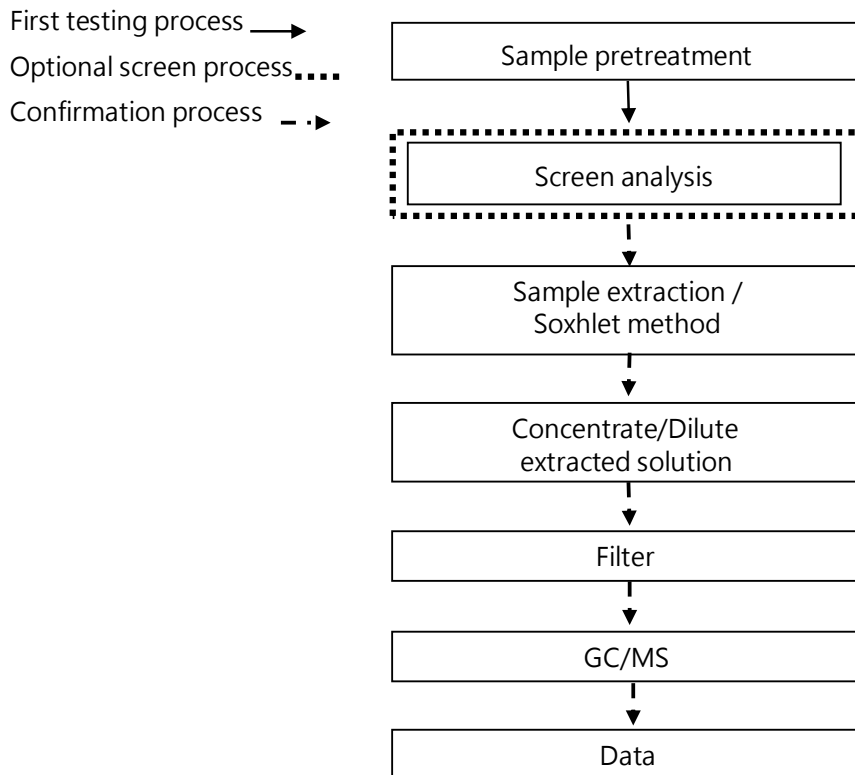 First testing process
Optional screen process
Confirmation process
Sample pretreatment
Screen analysis
Sample extraction /
Soxhlet method
Concentrate/Dilute
extracted solution
Filter
GC/MS
Data